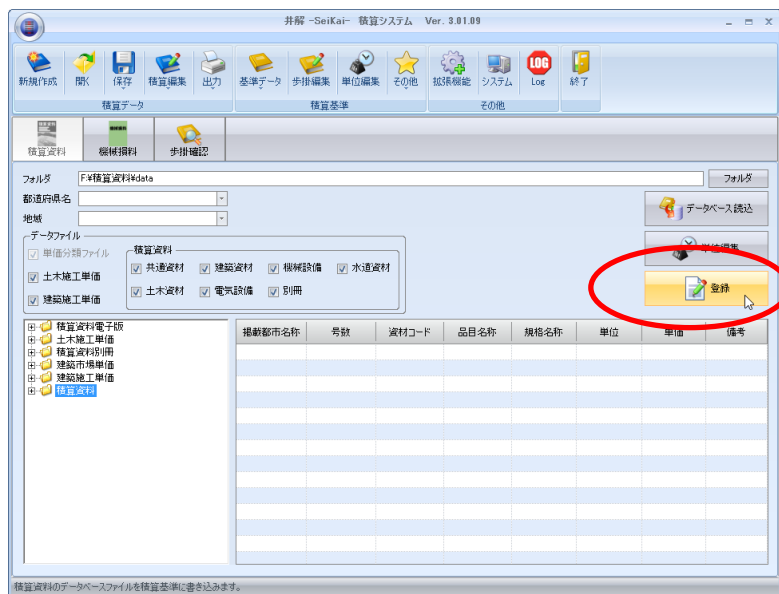 井解 -SeiKai- 積算システム Ver. 3.01.09
新規作成 開く 保存 積算編集 出力 基準データ 歩掛編集 単位編集 その他 拡張機能 システム LOG Log 終了
積算データ 積算基準 その他
積算資料 機械損料 歩掛確認
フォルダ F:¥積算資料¥data フォルダ
都道府県名 データベース読込
地域
データファイル 積算資料
単価分類ファイル 単位編集
共通資材 建築資材 機械設備 水道資材
土木施工単価
土木資材 電気設備 別冊 登録
建築施工単価
積算資料電子版
土木施工単価
積算資料別冊
建築市場単価
建築施工単価
積算資料
掲載都市名称 号数 資材コード 品目名称 規格名称 単位 単価 備考
積算資料のデータベースファイルを積算基準に書き込みます。